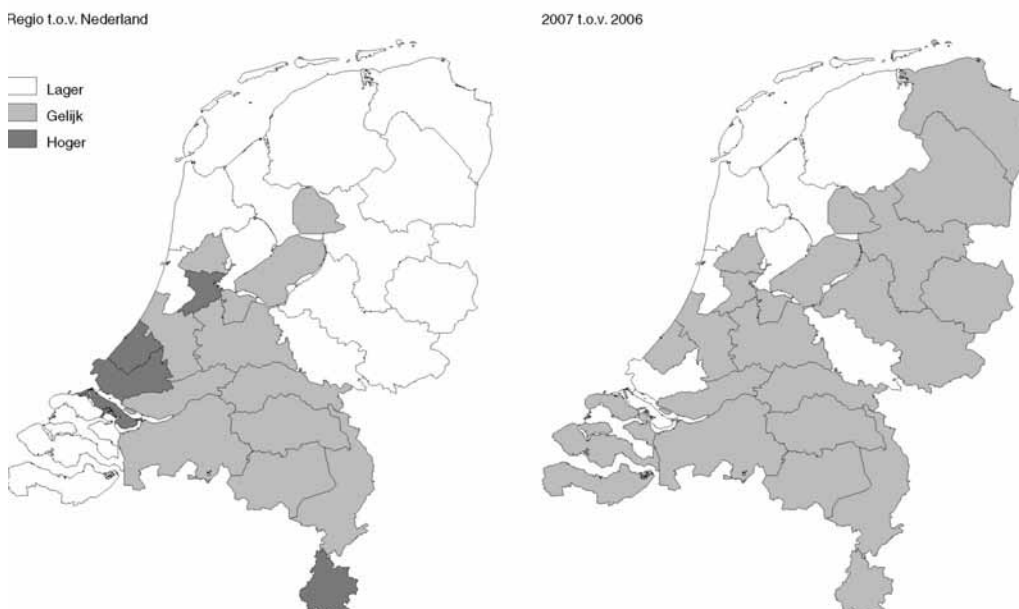 Regio t.o.v. Nederland
2007 t.o.v. 2006
Lager
Gelijk
Hoger